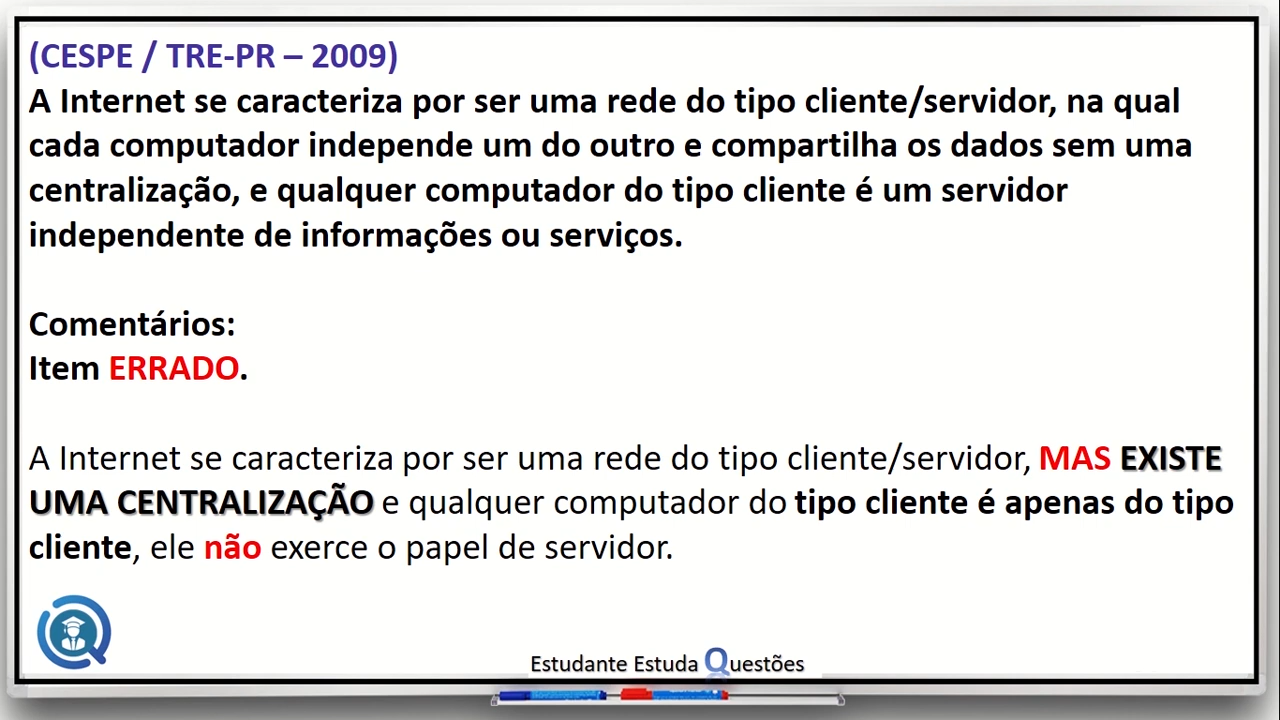 (CESPE / TRE-PR – 2009)
A Internet se caracteriza por ser uma rede do tipo cliente/servidor, na qual
cada computador independe um do outro e compartilha os dados sem uma
centralização, e qualquer computador do tipo cliente é um servidor
independente de informações ou serviços.
Comentários:
Item ERRADO.
A Internet se caracteriza por ser uma rede do tipo cliente/servidor, MAS EXISTE
UMA CENTRALIZAÇÃO e qualquer computador do tipo cliente é apenas do tipo
cliente, ele não exerce o papel de servidor.
Estudante Estuda Questões